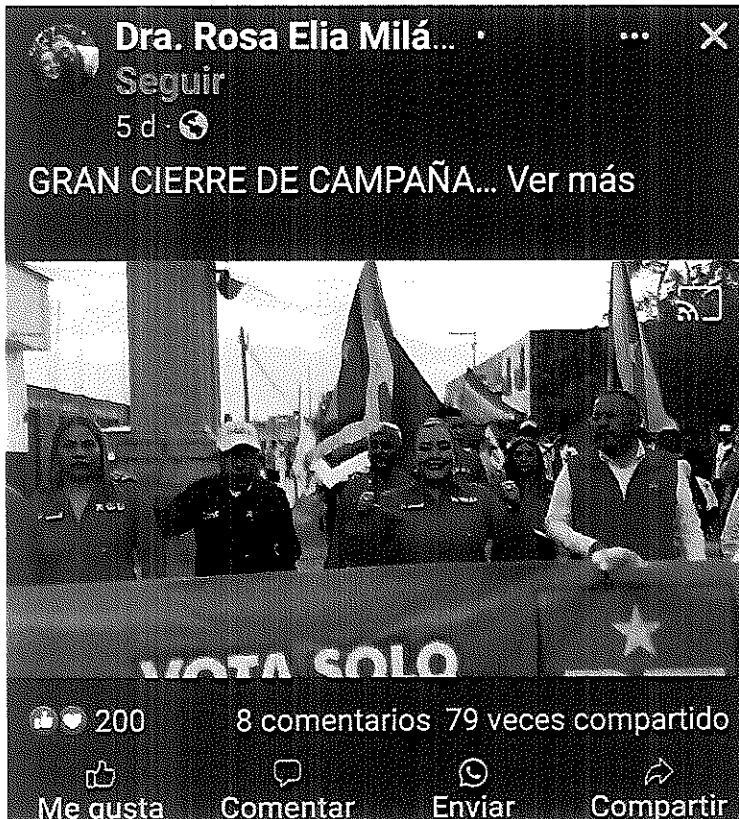 Dra. Rosa Elia Milá... ·
Seguir
5 d ·
GRAN CIERRE DE CAMPAÑA... Ver más
VOTA SOLO
200 8 comentarios 79 veces compartido
Me gusta Comentar Enviar Compartir